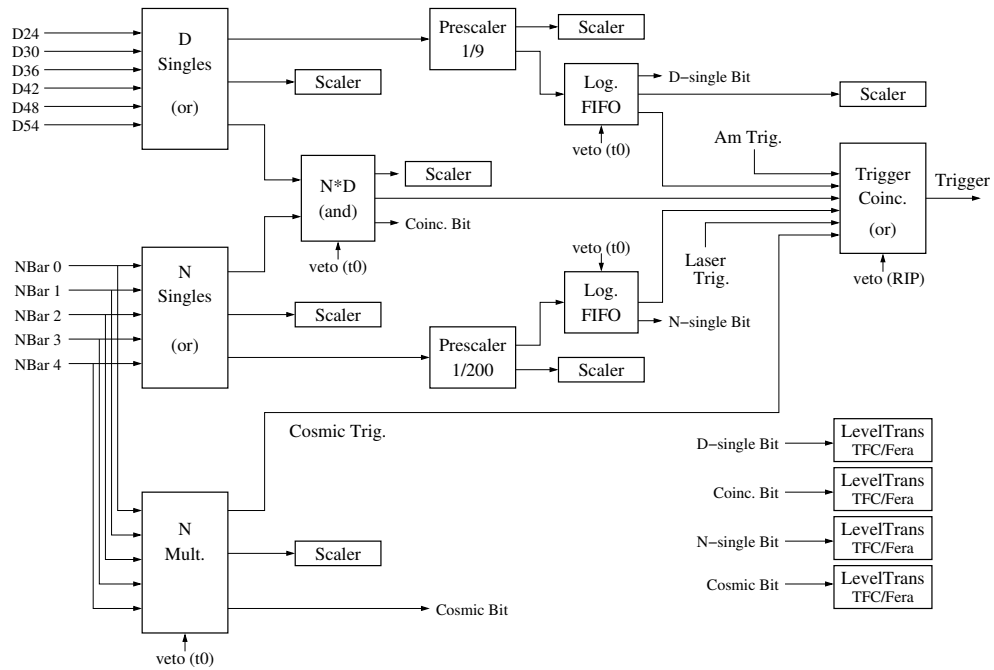 D24
D30
D36
D42
D48
D54
D
Singles
(or)
Scaler
Prescaler
1/9
Scaler
Log.
FIFO
D−single Bit
Scaler
veto (t0)
Am Trig.
N*D
(and)
Scaler
Coinc. Bit
veto (t0)
Trigger
Coinc.
(or)
Trigger
veto (RIP)
NBar 0
NBar 1
NBar 2
NBar 3
NBar 4
N
Singles
(or)
Scaler
veto (t0)
Log.
FIFO
N−single Bit
Laser
Trig.
Prescaler
1/200
Scaler
Cosmic Trig.
N
Mult.
Scaler
Cosmic Bit
veto (t0)
D−single Bit
LevelTrans
TFC/Fera
Coinc. Bit
LevelTrans
TFC/Fera
N−single Bit
LevelTrans
TFC/Fera
Cosmic Bit
LevelTrans
TFC/Fera